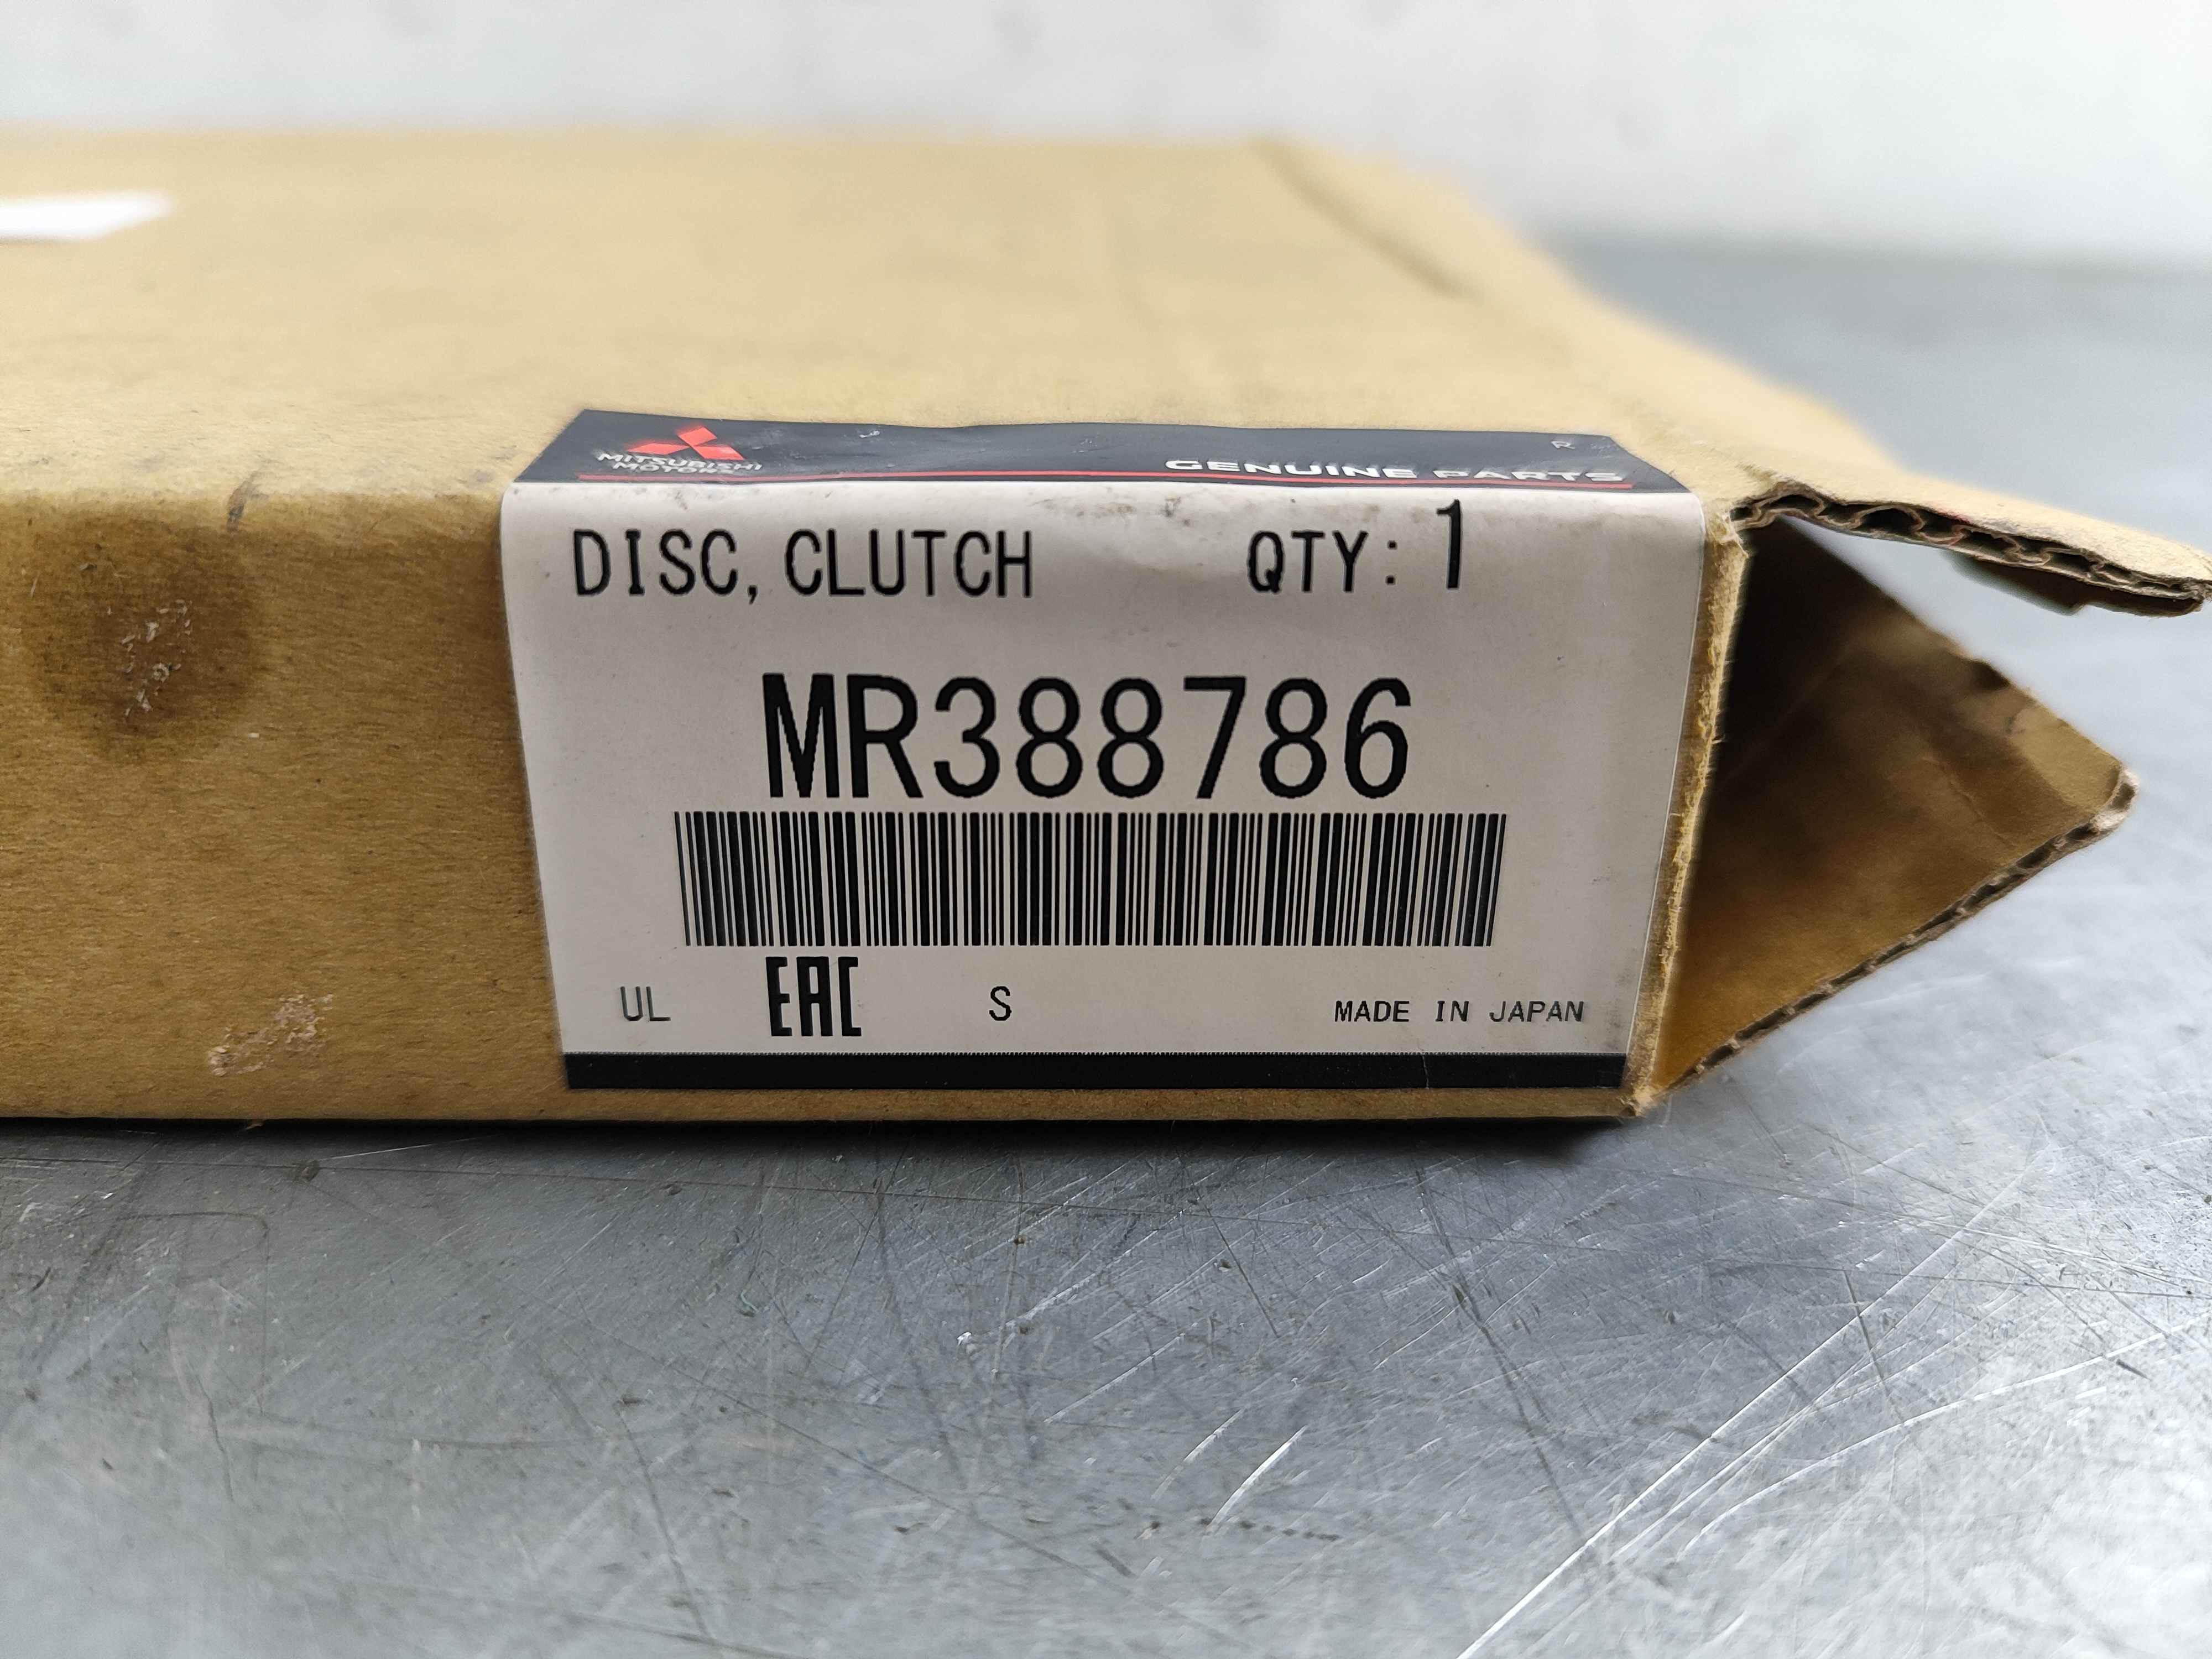 MITSUBISHI
MOTORS
GENUINE PARTS
DISC, CLUTCH QTY: 1
MR388786
UL EAC S MADE IN JAPAN